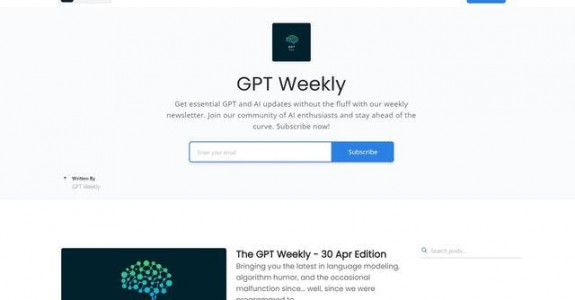 GPT
GPT Weekly
Get essential GPT and AI updates without the fluff with our weekly
newsletter. Join our community of AI enthusiasts and stay ahead of the
curve. Subscribe now!
Enter your email
Subscribe
Written By
GPT Weekly
The GPT Weekly - 30 Apr Edition
Bringing you the latest in language modeling,
algorithm humor, and the occasional
malfunction since... well, since we were
programmed to
Search posts...